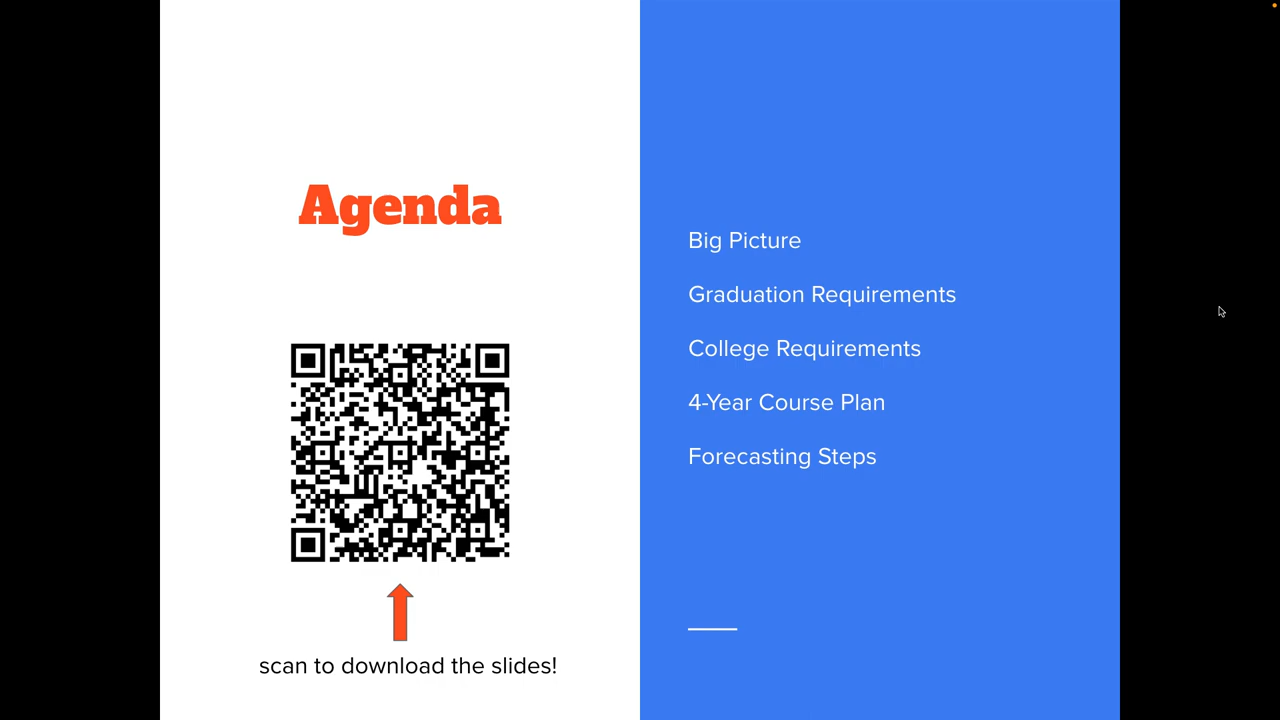 Agenda
scan to download the slides!
Big Picture
Graduation Requirements
College Requirements
4-Year Course Plan
Forecasting Steps